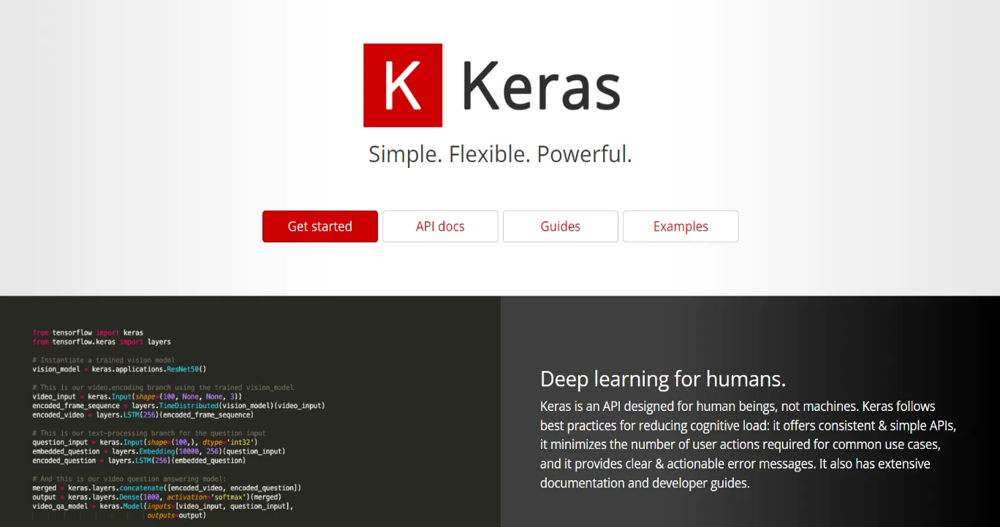 K Keras
Simple. Flexible. Powerful.
Get started API docs Guides Examples
from tensorflow import keras
from tensorflow.keras import layers
# Instantiate a trained vision model
vision_model = keras.applications.ResNet50()
# This is our video.encoding branch using the trained vision_model
video_input = keras.Input(shape=(100, None, None, 3))
encoded_frame_sequence = layers.TimeDistributed(vision_model)(video_input)
encoded_video = layers.LSTM(256)(encoded_frame_sequence)
# This is our text-processing branch for the question input
question_input = keras.Input(shape=(100,), dtype='int32')
embedded_question = layers.Embedding(10000, 256)(question_input)
encoded_question = layers.LSTM(256)(embedded_question)
# And this is our video question answering model:
merged = keras.layers.concatenate([encoded_video, encoded_question])
output = keras.layers.Dense(1000, activation='softmax')(merged)
video_qa_model = keras.Model(inputs=[video_input, question_input],
outputs=output)
Deep learning for humans.
Keras is an API designed for human beings, not machines. Keras follows
best practices for reducing cognitive load: it offers consistent & simple APIs,
it minimizes the number of user actions required for common use cases,
and it provides clear & actionable error messages. It also has extensive
documentation and developer guides.